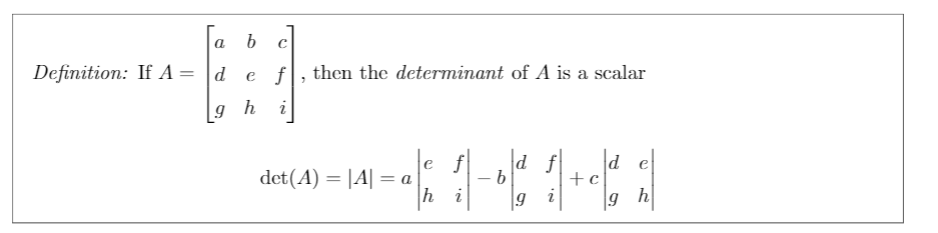 Definition: If A = [a b c; d e f; g h i], then the determinant of A is a scalar
det(A) = |A| = a |e f; h i| − b |d f; g i| + c |d e; g h|